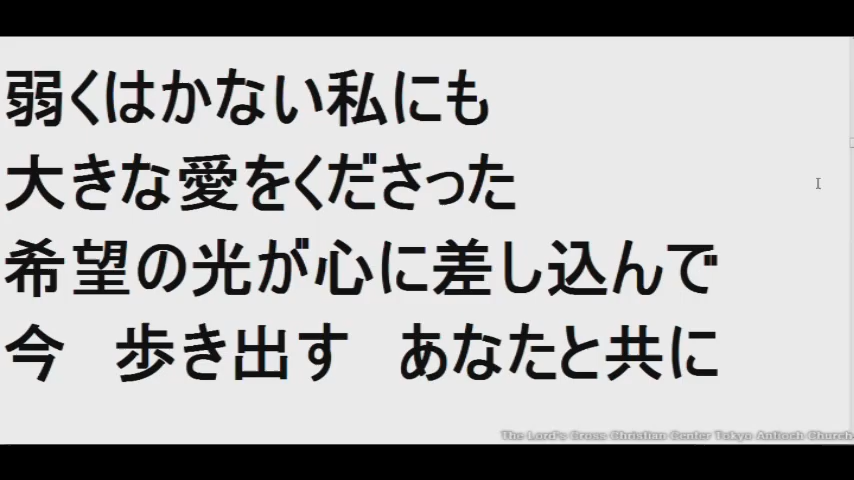 弱くはかない私にも
大きな愛をくださった
希望の光が心に差し込んで
今　歩き出す　あなたと共に
The Lord's Cross Christian Center Tokyo Antioch Church